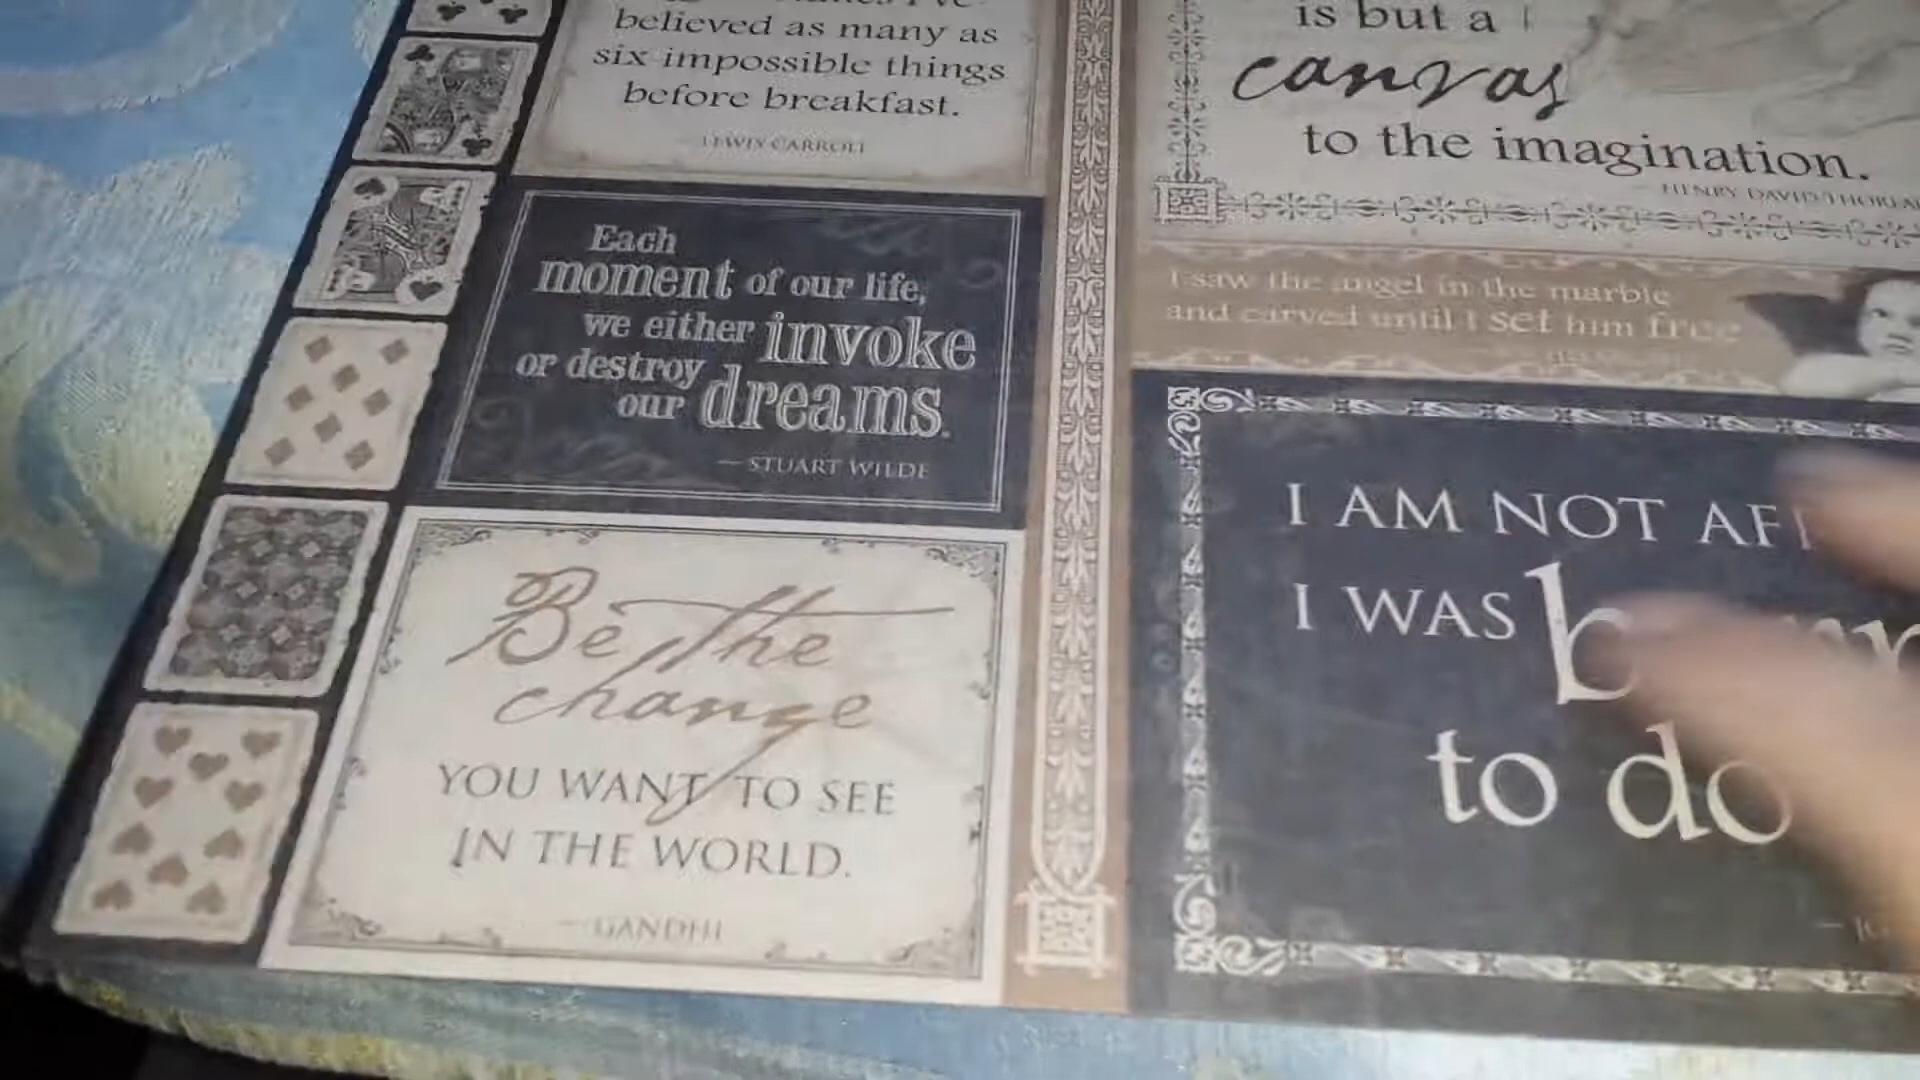 believed as many as
six impossible things
before breakfast.
LEWIS CARROLL
Each
moment of our life,
we either invoke
or destroy
our dreams.
— STUART WILDE
Be the
change
YOU WANT TO SEE
IN THE WORLD.
— GANDHI
is but a
canvas
to the imagination.
HENRY DAVID THOREAU
I saw the angel in the marble
and carved until I set him free
I AM NOT
I WAS
to do